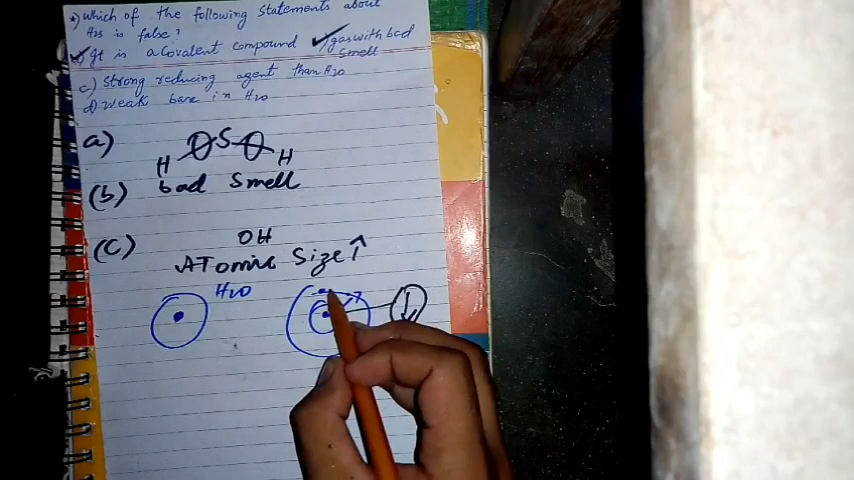 *) Which of the following statements about
H2s is false?
a) It is a Covalent compound b) gas with bad
smell
c) Strong reducing agent than H2O
d) Weak base in H2O
a) H S H
(b) bad Smell
(c) OH
ATomic Size ↑
H2O